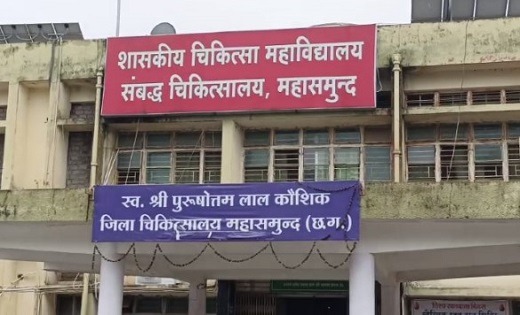 शासकीय चिकित्सा महाविद्यालय
संबद्ध चिकित्सालय, महासमुन्द
स्व. श्री पुरूषोत्तम लाल कौशिक
जिला चिकित्सालय महासमुन्द (छ.ग.)